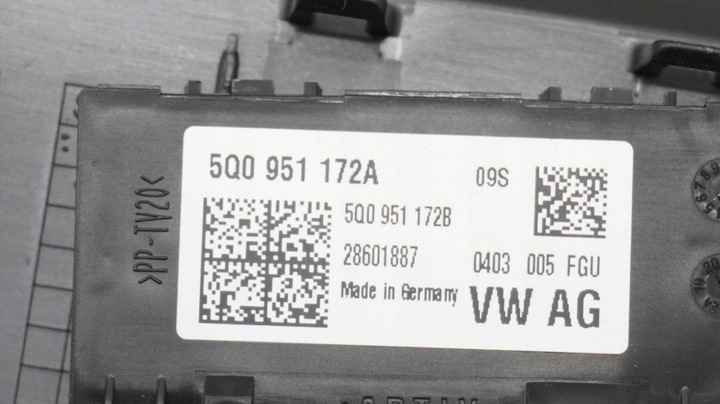 5Q0 951 172A
09S
5Q0 951 172B
28601887
0403 005 FGU
Made in Germany
VW AG
>PP-TV20<